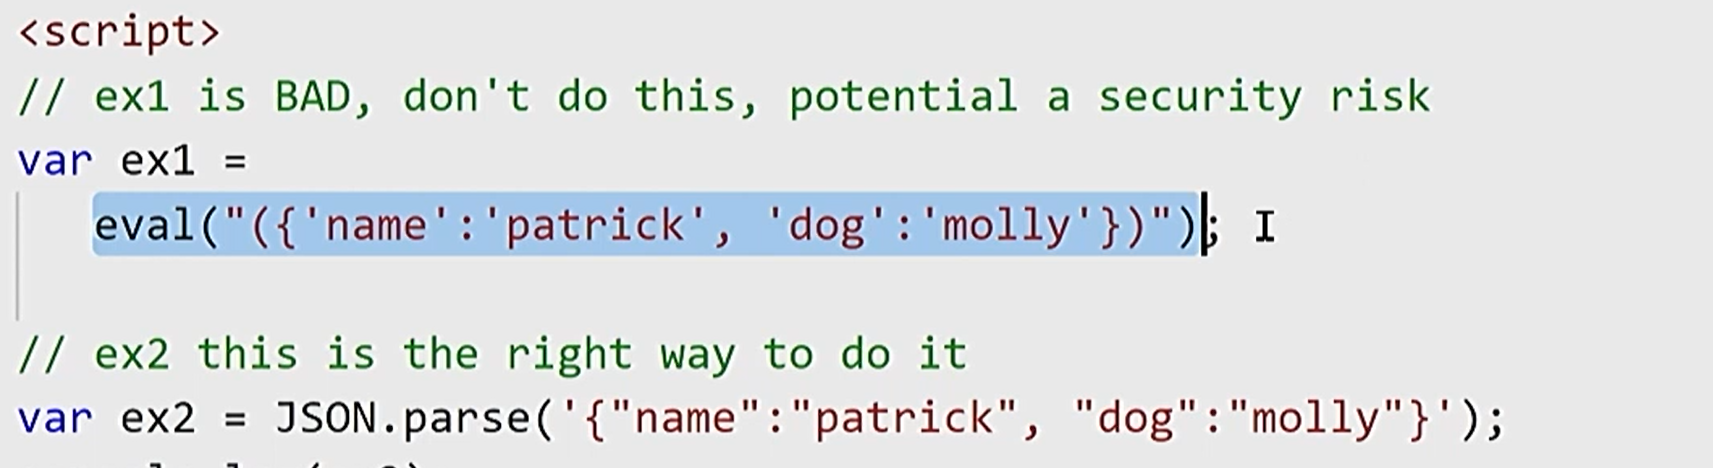 <script>
// ex1 is BAD, don't do this, potential a security risk
var ex1 =
eval("({'name':'patrick', 'dog':'molly'})");
// ex2 this is the right way to do it
var ex2 = JSON.parse('{"name":"patrick", "dog":"molly"}');